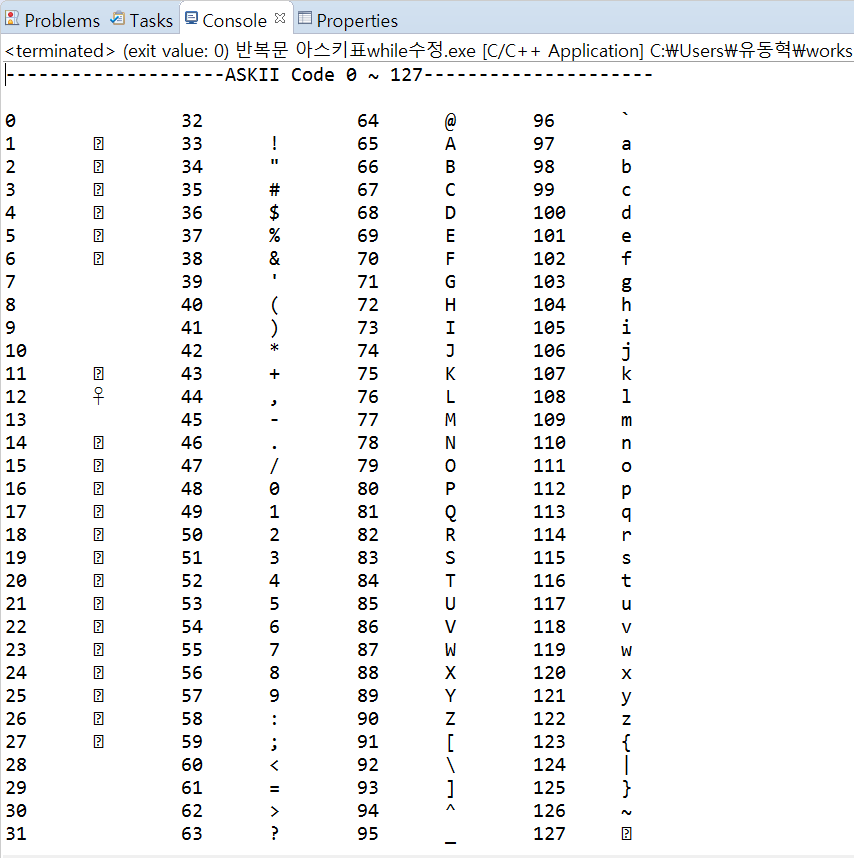 Problems Tasks Console Properties
<terminated> (exit value: 0) 반복문 아스키표while수정.exe [C/C++ Application] C:₩Users₩유동혁₩works
--------------------ASKII Code 0 ~ 127---------------------
0 32 64 @ 96 `
1 33 ! 65 A 97 a
2 34 " 66 B 98 b
3 35 # 67 C 99 c
4 36 $ 68 D 100 d
5 37 % 69 E 101 e
6 38 & 70 F 102 f
7 39 ' 71 G 103 g
8 40 ( 72 H 104 h
9 41 ) 73 I 105 i
10 42 * 74 J 106 j
11 43 + 75 K 107 k
12 ♀ 44 , 76 L 108 l
13 45 - 77 M 109 m
14 46 . 78 N 110 n
15 47 / 79 O 111 o
16 48 0 80 P 112 p
17 49 1 81 Q 113 q
18 50 2 82 R 114 r
19 51 3 83 S 115 s
20 52 4 84 T 116 t
21 53 5 85 U 117 u
22 54 6 86 V 118 v
23 55 7 87 W 119 w
24 56 8 88 X 120 x
25 57 9 89 Y 121 y
26 58 : 90 Z 122 z
27 59 ; 91 [ 123 {
28 60 < 92 \ 124 |
29 61 = 93 ] 125 }
30 62 > 94 ^ 126 ~
31 63 ? 95 _ 127